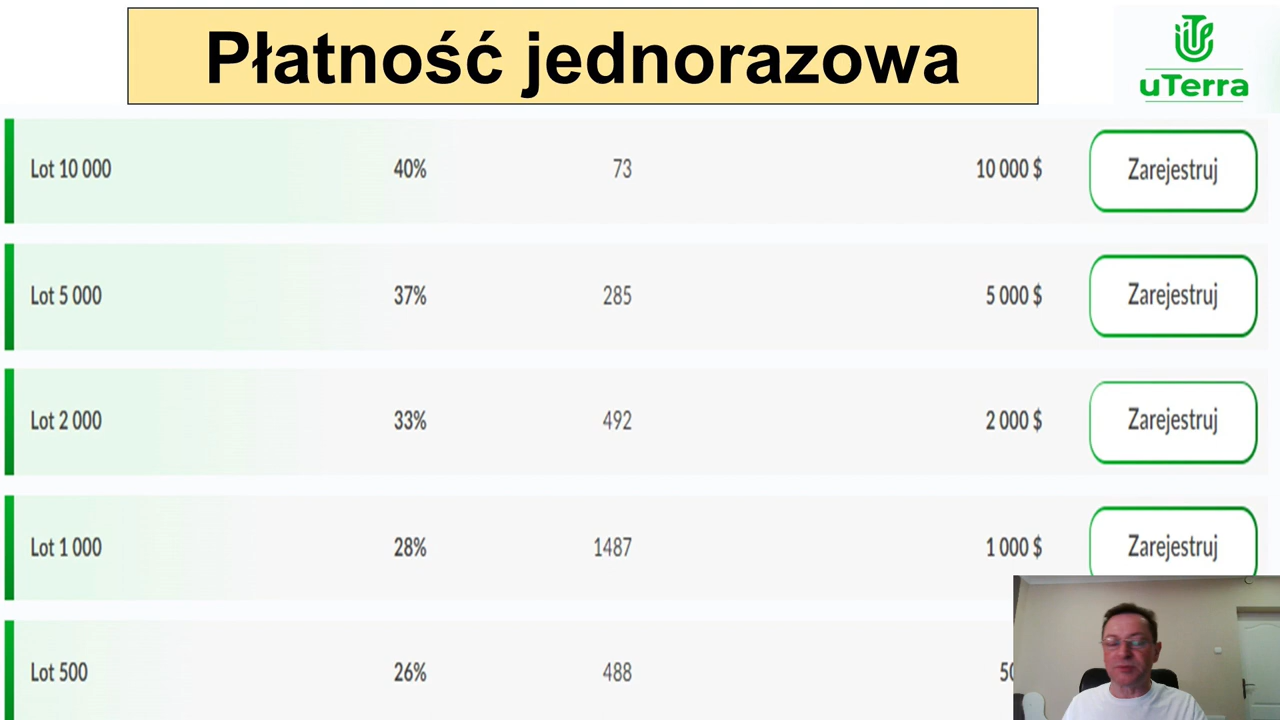 Płatność jednorazowa
uTerra
Lot 10 000 40% 73 10 000 $ Zarejestruj
Lot 5 000 37% 285 5 000 $ Zarejestruj
Lot 2 000 33% 492 2 000 $ Zarejestruj
Lot 1 000 28% 1487 1 000 $ Zarejestruj
Lot 500 26% 488